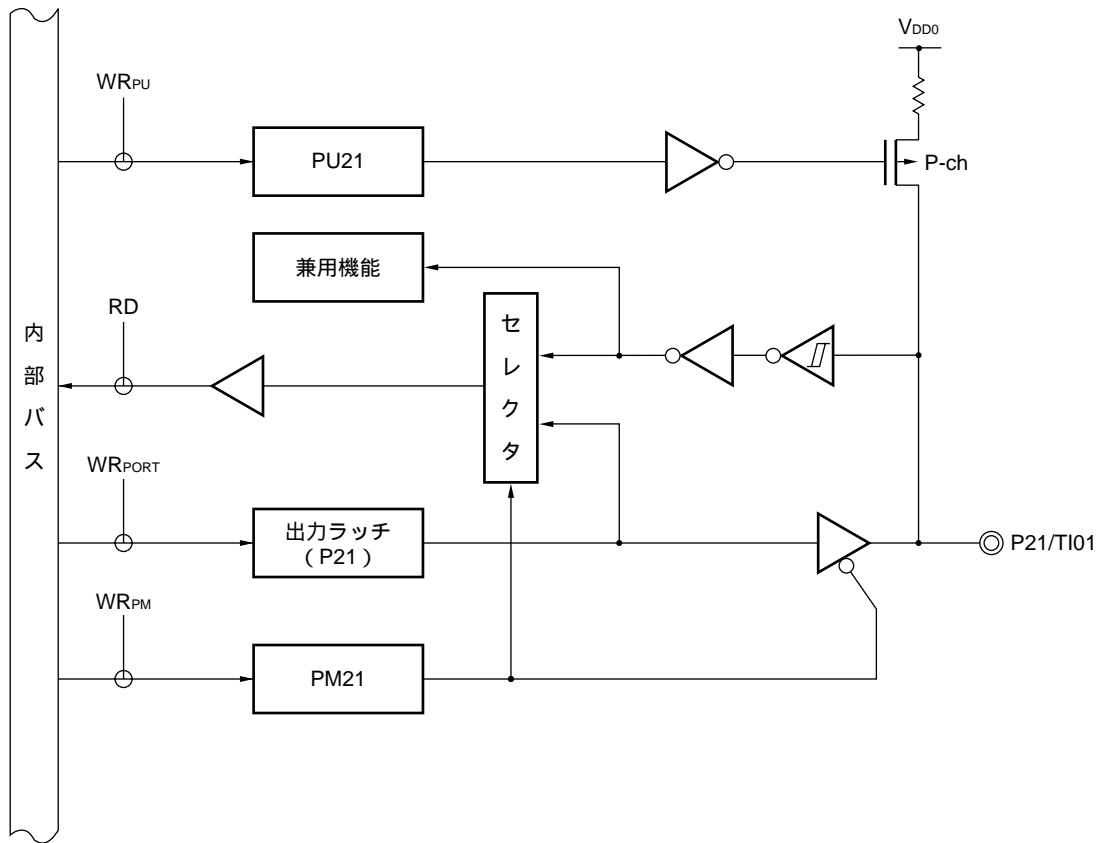 VDD0
WRPU
PU21
P-ch
兼用機能
RD
セレクタ
内部バス
WRPORT
出力ラッチ
（P21）
P21/TI01
WRPM
PM21